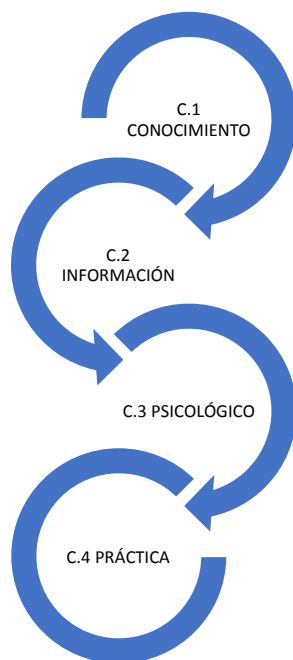 C.1
CONOCIMIENTO
C.2
INFORMACIÓN
C.3 PSICOLÓGICO
C.4 PRÁCTICA